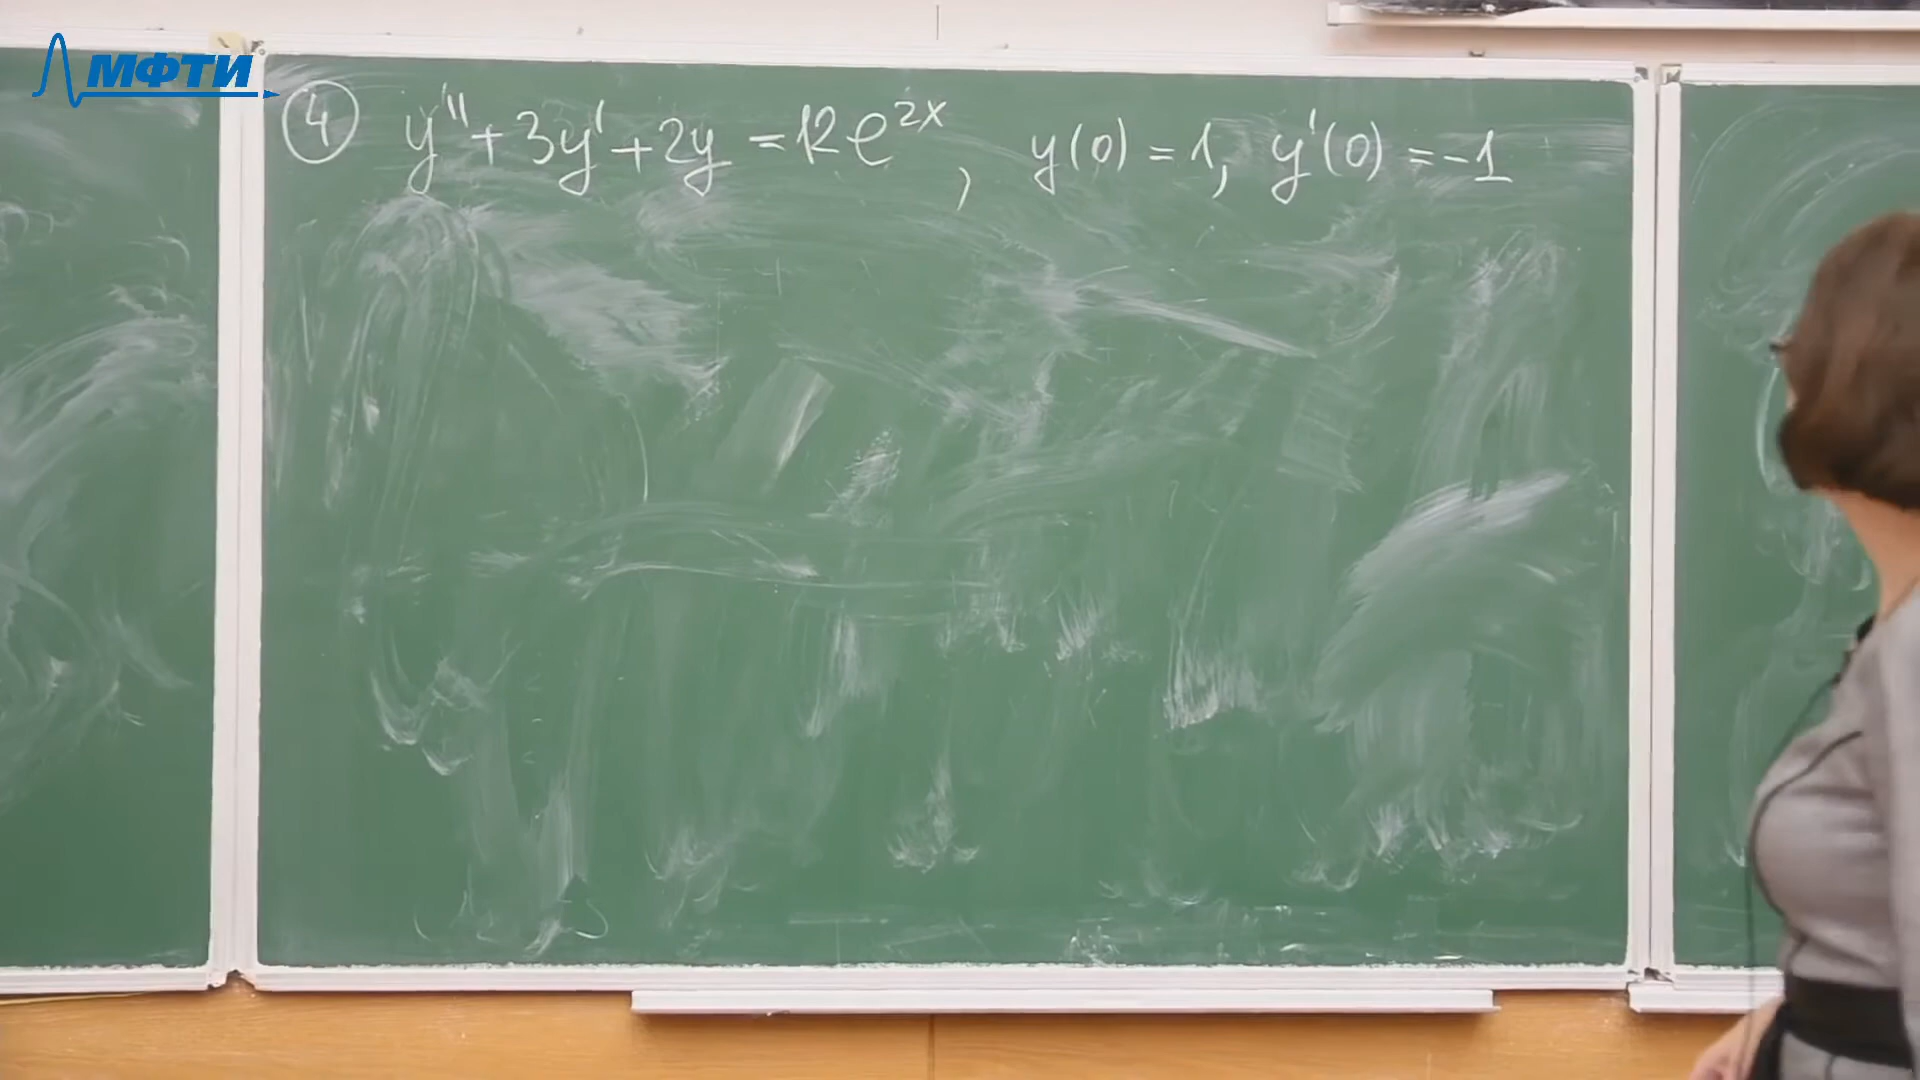 МФТИ
④ y'' + 3y' + 2y = 12e^{2x}, y(0) = 1, y'(0) = -1